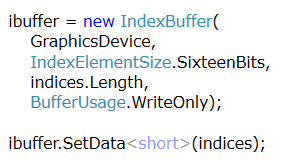 ibuffer = new IndexBuffer(
GraphicsDevice,
IndexElementSize.SixteenBits,
indices.Length,
BufferUsage.WriteOnly);
ibuffer.SetData<short>(indices);